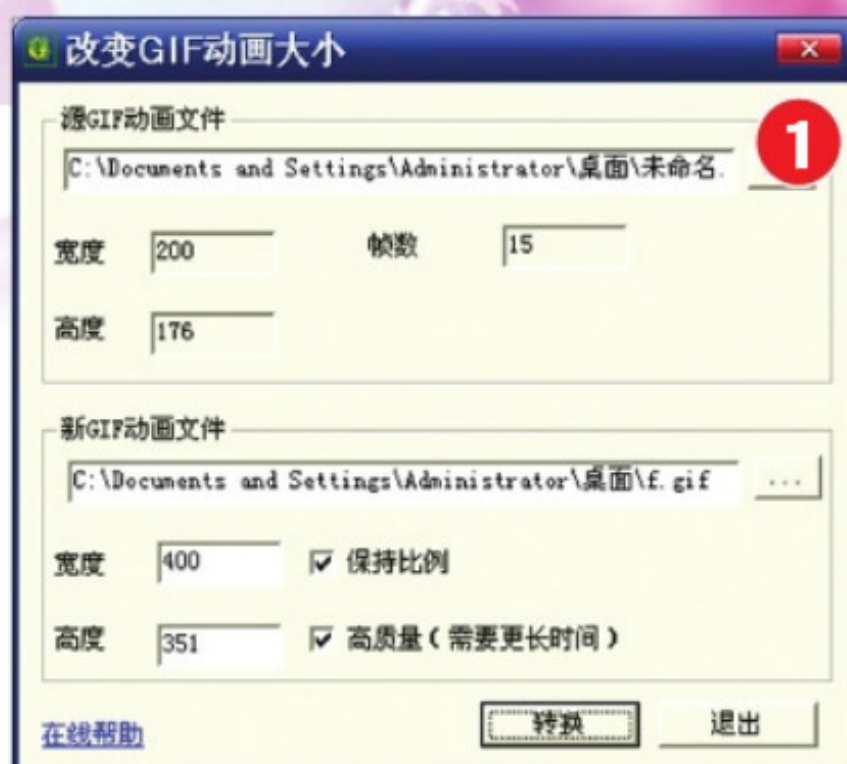 改变GIF动画大小
源GIF动画文件
1
C:\Documents and Settings\Administrator\桌面\未命名.
宽度 200 帧数 15
高度 176
新GIF动画文件
C:\Documents and Settings\Administrator\桌面\f.gif ...
宽度 400 保持比例
高度 351 高质量(需要更长时间)
在线帮助 转换 退出